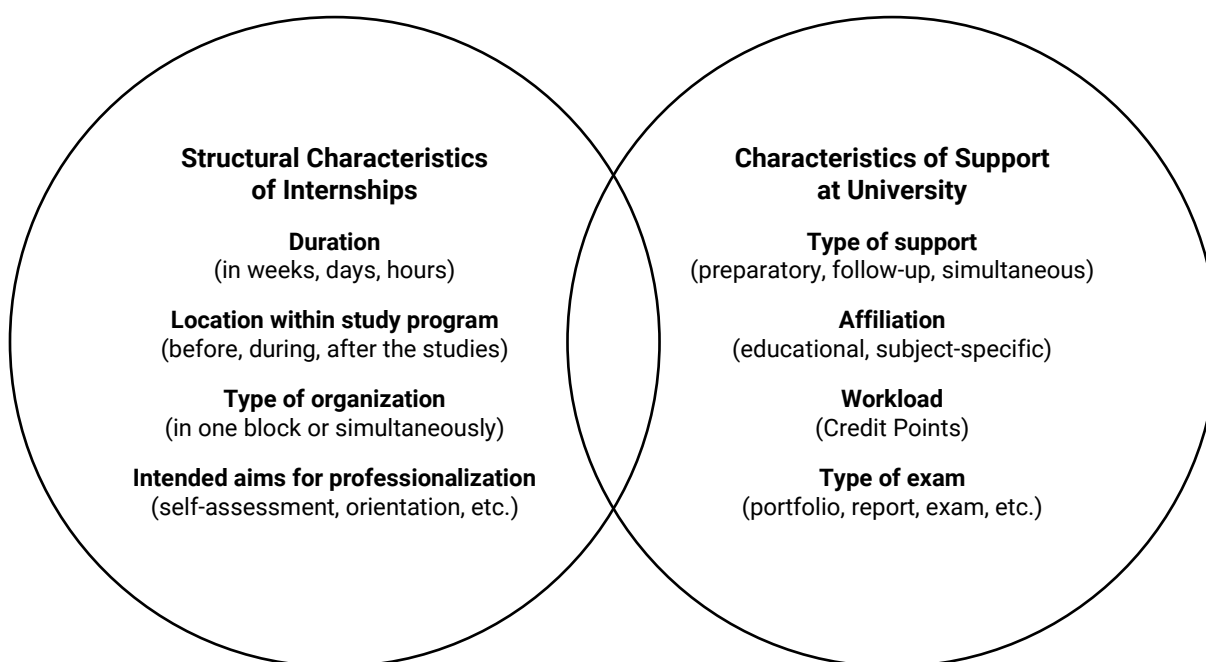 Structural Characteristics
of Internships
Duration
(in weeks, days, hours)
Location within study program
(before, during, after the studies)
Type of organization
(in one block or simultaneously)
Intended aims for professionalization
(self-assessment, orientation, etc.)
Characteristics of Support
at University
Type of support
(preparatory, follow-up, simultaneous)
Affiliation
(educational, subject-specific)
Workload
(Credit Points)
Type of exam
(portfolio, report, exam, etc.)